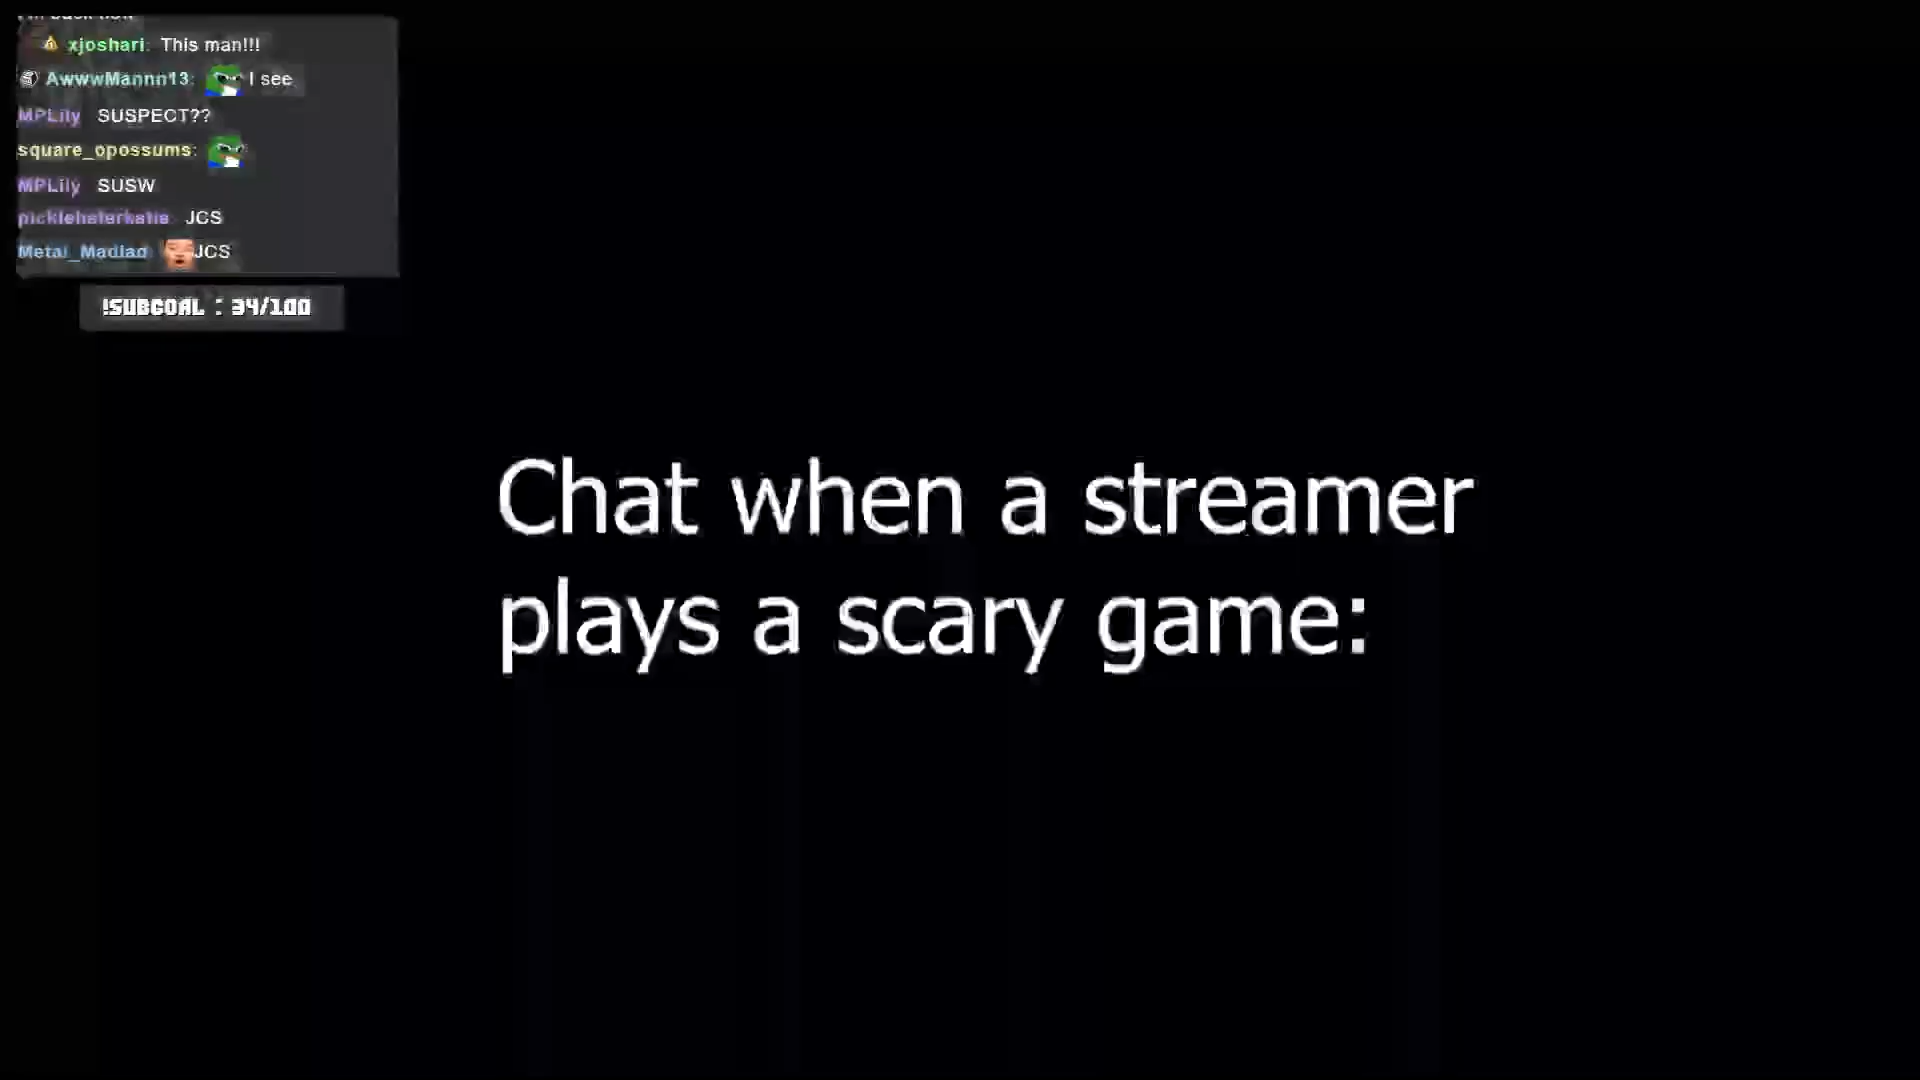 xjoshari: This man!!!
AwwwMannn13: I see
MPLily SUSPECT??
square_opossums:
MPLily SUSW
picklehaterkatie JCS
Metal_Madlad JCS
!SUBGOAL : 34/100
Chat when a streamer
plays a scary game: